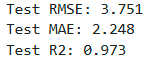 Test RMSE: 3.751
Test MAE: 2.248
Test R2: 0.973